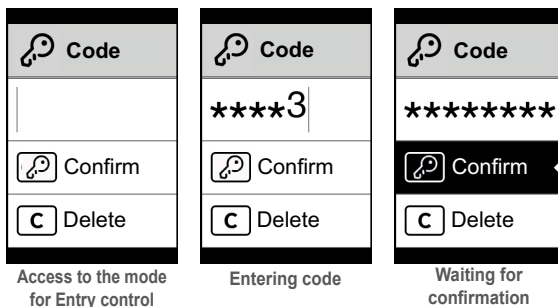 Code
Confirm
C Delete
Access to the mode
for Entry control
Code
****3
Confirm
C Delete
Entering code
Code
********
Confirm
C Delete
Waiting for
confirmation